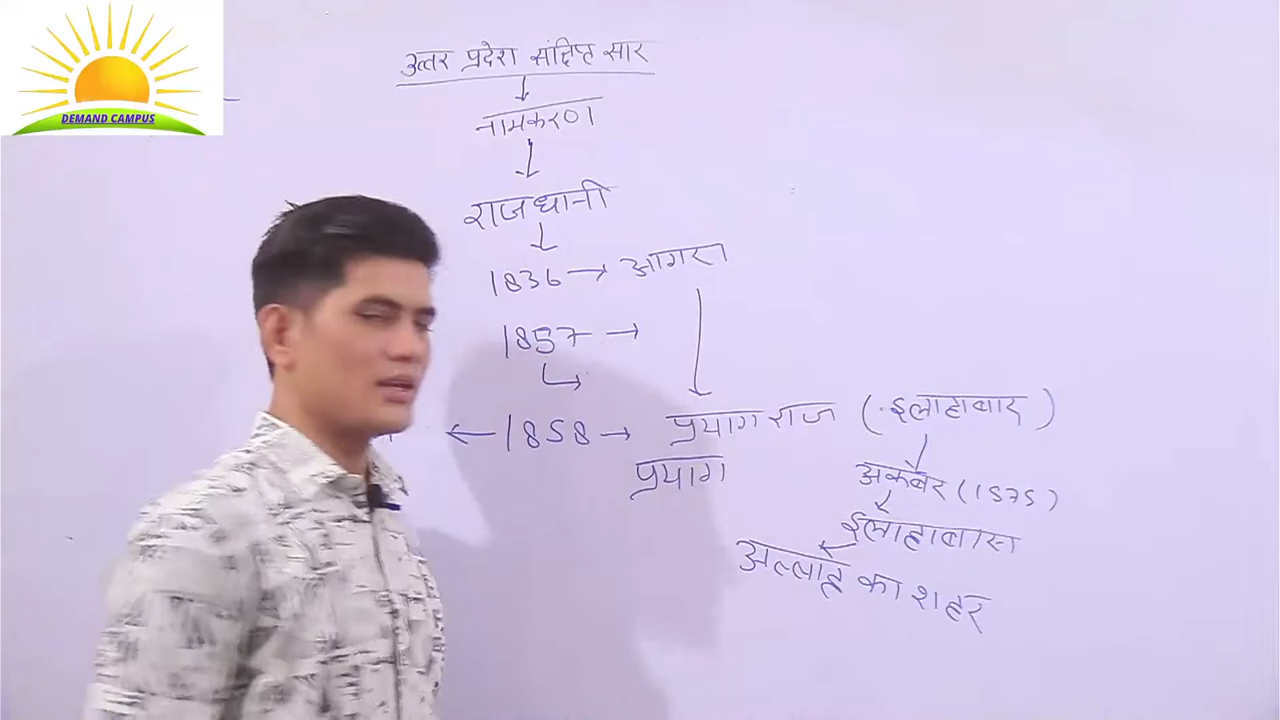 DEMAND CAMPUS
उत्तर प्रदेश संक्षिप्त सार
नामकरण
राजधानी
1836 → आगरा
1857 →
← 1858 → प्रयागराज (इलाहाबाद)
प्रयाग
अकबर (1575)
इलाहाबास
अल्लाह का शहर